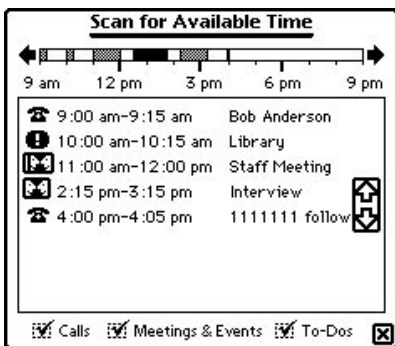 Scan for Available Time
9 am 12 pm 3 pm 6 pm 9 pm
9:00 am-9:15 am Bob Anderson
10:00 am-10:15 am Library
11:00 am-12:00 pm Staff Meeting
2:15 pm-3:15 pm Interview
4:00 pm-4:05 pm 1111111 follow
Calls Meetings & Events To-Dos